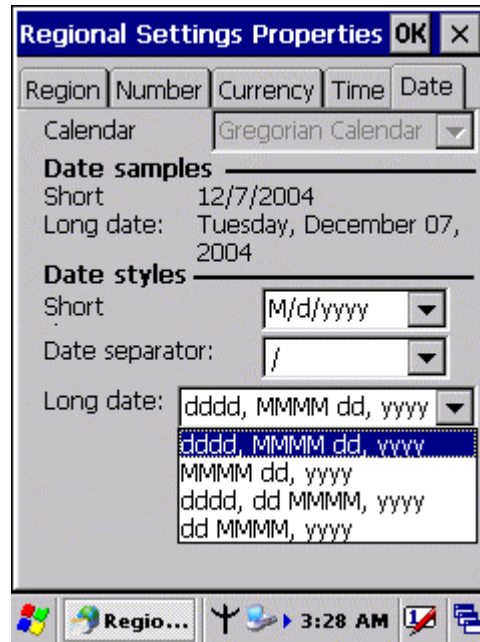 Regional Settings Properties OK ×
Region Number Currency Time Date
Calendar Gregorian Calendar
Date samples
Short 12/7/2004
Long date: Tuesday, December 07,
2004
Date styles
Short M/d/yyyy
Date separator: /
Long date: dddd, MMMM dd, yyyy
dddd, MMMM dd, yyyy
MMMM dd, yyyy
dddd, dd MMMM, yyyy
dd MMMM, yyyy
Regio... 3:28 AM